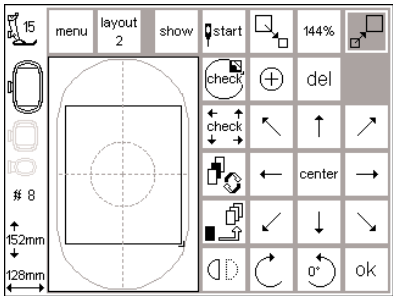 15
menu
layout
2
show
start
144%
check
del
check
center
# 8
152mm
128mm
0°
ok